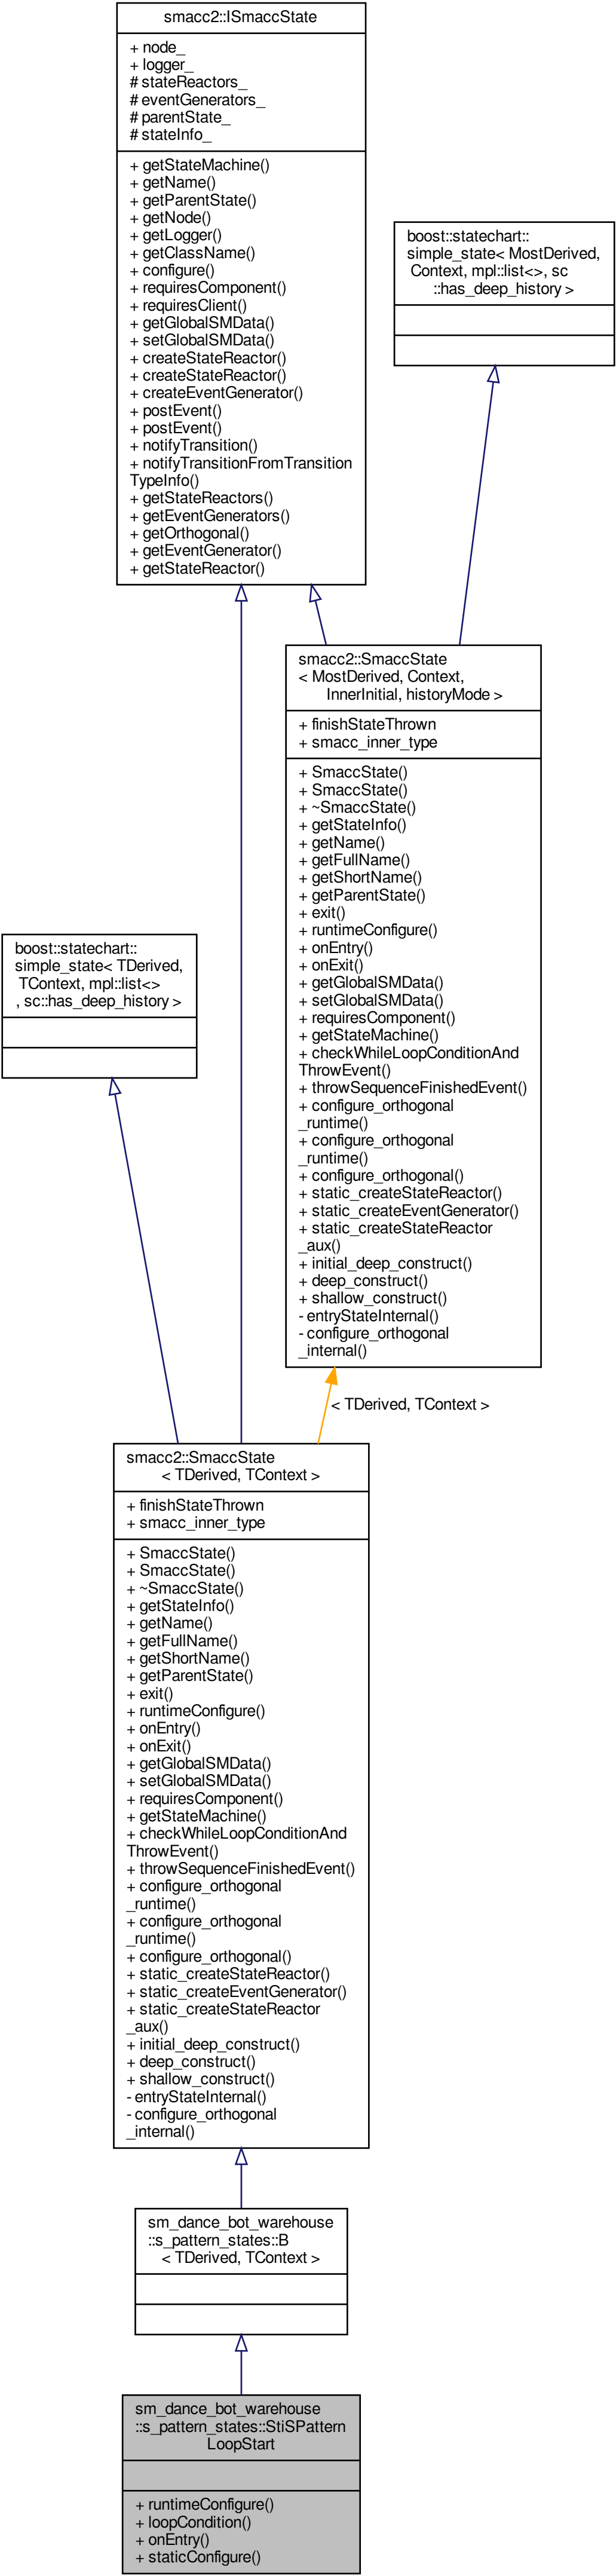 smacc2::ISmaccState
+ node_
+ logger_
# stateReactors_
# eventGenerators_
# parentState_
# stateInfo_
+ getStateMachine()
+ getName()
+ getParentState()
+ getNode()
+ getLogger()
+ getClassName()
+ configure()
+ requiresComponent()
+ requiresClient()
+ getGlobalSMData()
+ setGlobalSMData()
+ createStateReactor()
+ createStateReactor()
+ createEventGenerator()
+ postEvent()
+ postEvent()
+ notifyTransition()
+ notifyTransitionFromTransition
TypeInfo()
+ getStateReactors()
+ getEventGenerators()
+ getOrthogonal()
+ getEventGenerator()
+ getStateReactor()
boost::statechart::
simple_state< MostDerived,
Context, mpl::list<>, sc
::has_deep_history >
smacc2::SmaccState
< MostDerived, Context,
InnerInitial, historyMode >
+ finishStateThrown
+ smacc_inner_type
+ SmaccState()
+ SmaccState()
+ ~SmaccState()
+ getStateInfo()
+ getName()
+ getFullName()
+ getShortName()
+ getParentState()
+ exit()
+ runtimeConfigure()
+ onEntry()
+ onExit()
+ getGlobalSMData()
+ setGlobalSMData()
+ requiresComponent()
+ getStateMachine()
+ checkWhileLoopConditionAnd
ThrowEvent()
+ throwSequenceFinishedEvent()
+ configure_orthogonal
_runtime()
+ configure_orthogonal
_runtime()
+ configure_orthogonal()
+ static_createStateReactor()
+ static_createEventGenerator()
+ static_createStateReactor
_aux()
+ initial_deep_construct()
+ deep_construct()
+ shallow_construct()
- entryStateInternal()
- configure_orthogonal
_internal()
boost::statechart::
simple_state< TDerived,
TContext, mpl::list<>
, sc::has_deep_history >
< TDerived, TContext >
smacc2::SmaccState
< TDerived, TContext >
+ finishStateThrown
+ smacc_inner_type
+ SmaccState()
+ SmaccState()
+ ~SmaccState()
+ getStateInfo()
+ getName()
+ getFullName()
+ getShortName()
+ getParentState()
+ exit()
+ runtimeConfigure()
+ onEntry()
+ onExit()
+ getGlobalSMData()
+ setGlobalSMData()
+ requiresComponent()
+ getStateMachine()
+ checkWhileLoopConditionAnd
ThrowEvent()
+ throwSequenceFinishedEvent()
+ configure_orthogonal
_runtime()
+ configure_orthogonal
_runtime()
+ configure_orthogonal()
+ static_createStateReactor()
+ static_createEventGenerator()
+ static_createStateReactor
_aux()
+ initial_deep_construct()
+ deep_construct()
+ shallow_construct()
- entryStateInternal()
- configure_orthogonal
_internal()
sm_dance_bot_warehouse
::s_pattern_states::B
< TDerived, TContext >
sm_dance_bot_warehouse
::s_pattern_states::StiSPattern
LoopStart
+ runtimeConfigure()
+ loopCondition()
+ onEntry()
+ staticConfigure()